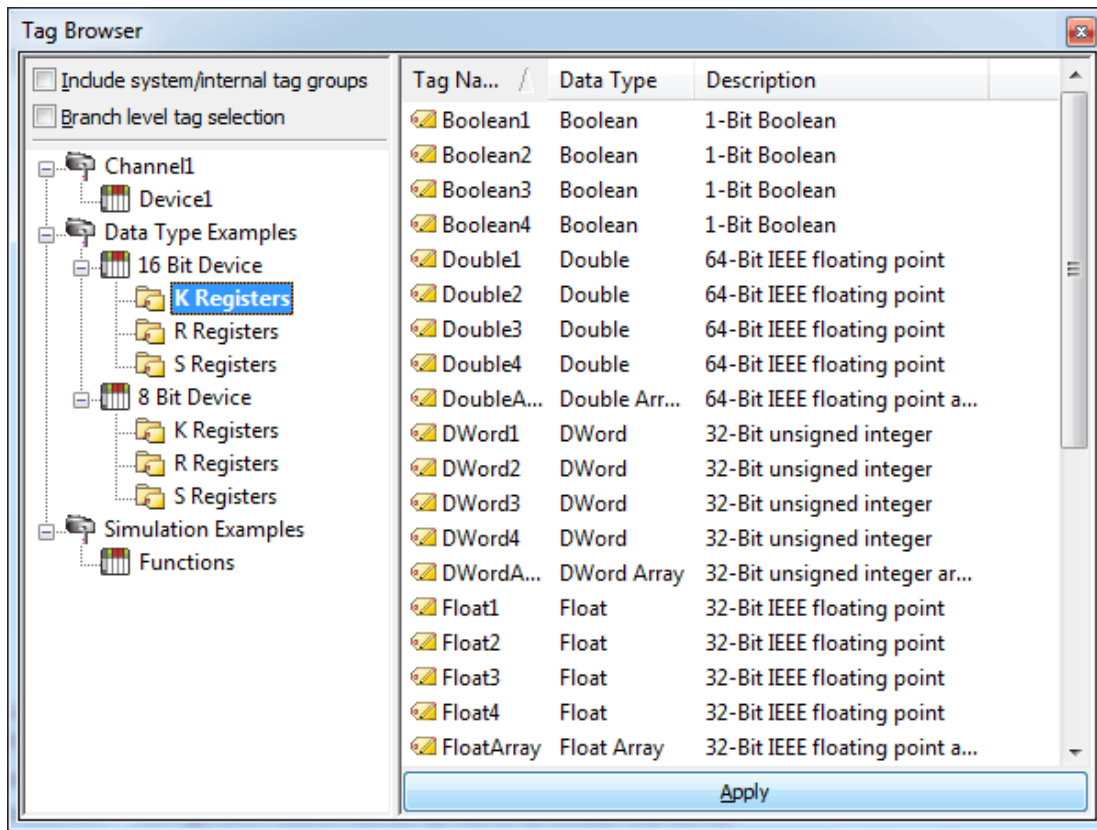 Tag Browser
Include system/internal tag groups
Branch level tag selection
Channel1
Device1
Data Type Examples
16 Bit Device
K Registers
R Registers
S Registers
8 Bit Device
K Registers
R Registers
S Registers
Simulation Examples
Functions
Tag Na... Data Type Description
Boolean1 Boolean 1-Bit Boolean
Boolean2 Boolean 1-Bit Boolean
Boolean3 Boolean 1-Bit Boolean
Boolean4 Boolean 1-Bit Boolean
Double1 Double 64-Bit IEEE floating point
Double2 Double 64-Bit IEEE floating point
Double3 Double 64-Bit IEEE floating point
Double4 Double 64-Bit IEEE floating point
DoubleA... Double Arr... 64-Bit IEEE floating point a...
DWord1 DWord 32-Bit unsigned integer
DWord2 DWord 32-Bit unsigned integer
DWord3 DWord 32-Bit unsigned integer
DWord4 DWord 32-Bit unsigned integer
DWordA... DWord Array 32-Bit unsigned integer ar...
Float1 Float 32-Bit IEEE floating point
Float2 Float 32-Bit IEEE floating point
Float3 Float 32-Bit IEEE floating point
Float4 Float 32-Bit IEEE floating point
FloatArray Float Array 32-Bit IEEE floating point a...
Apply